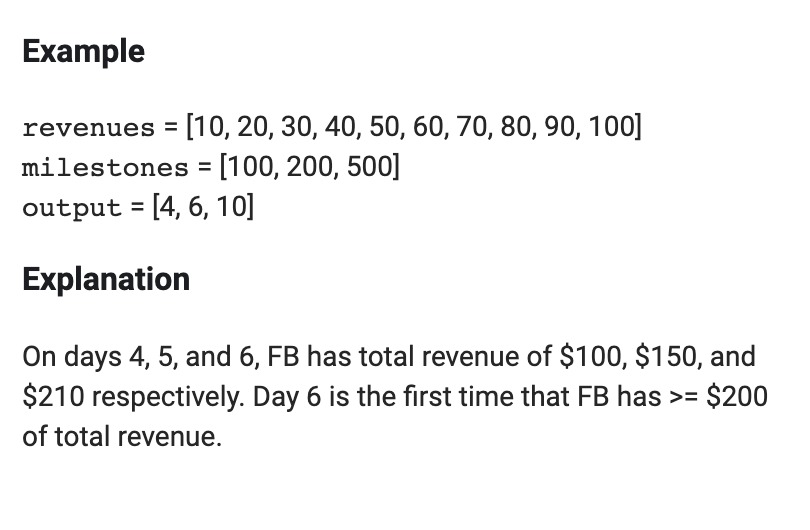 Example
revenues = [10, 20, 30, 40, 50, 60, 70, 80, 90, 100]
milestones = [100, 200, 500]
output = [4, 6, 10]
Explanation
On days 4, 5, and 6, FB has total revenue of $100, $150, and
$210 respectively. Day 6 is the first time that FB has >= $200
of total revenue.